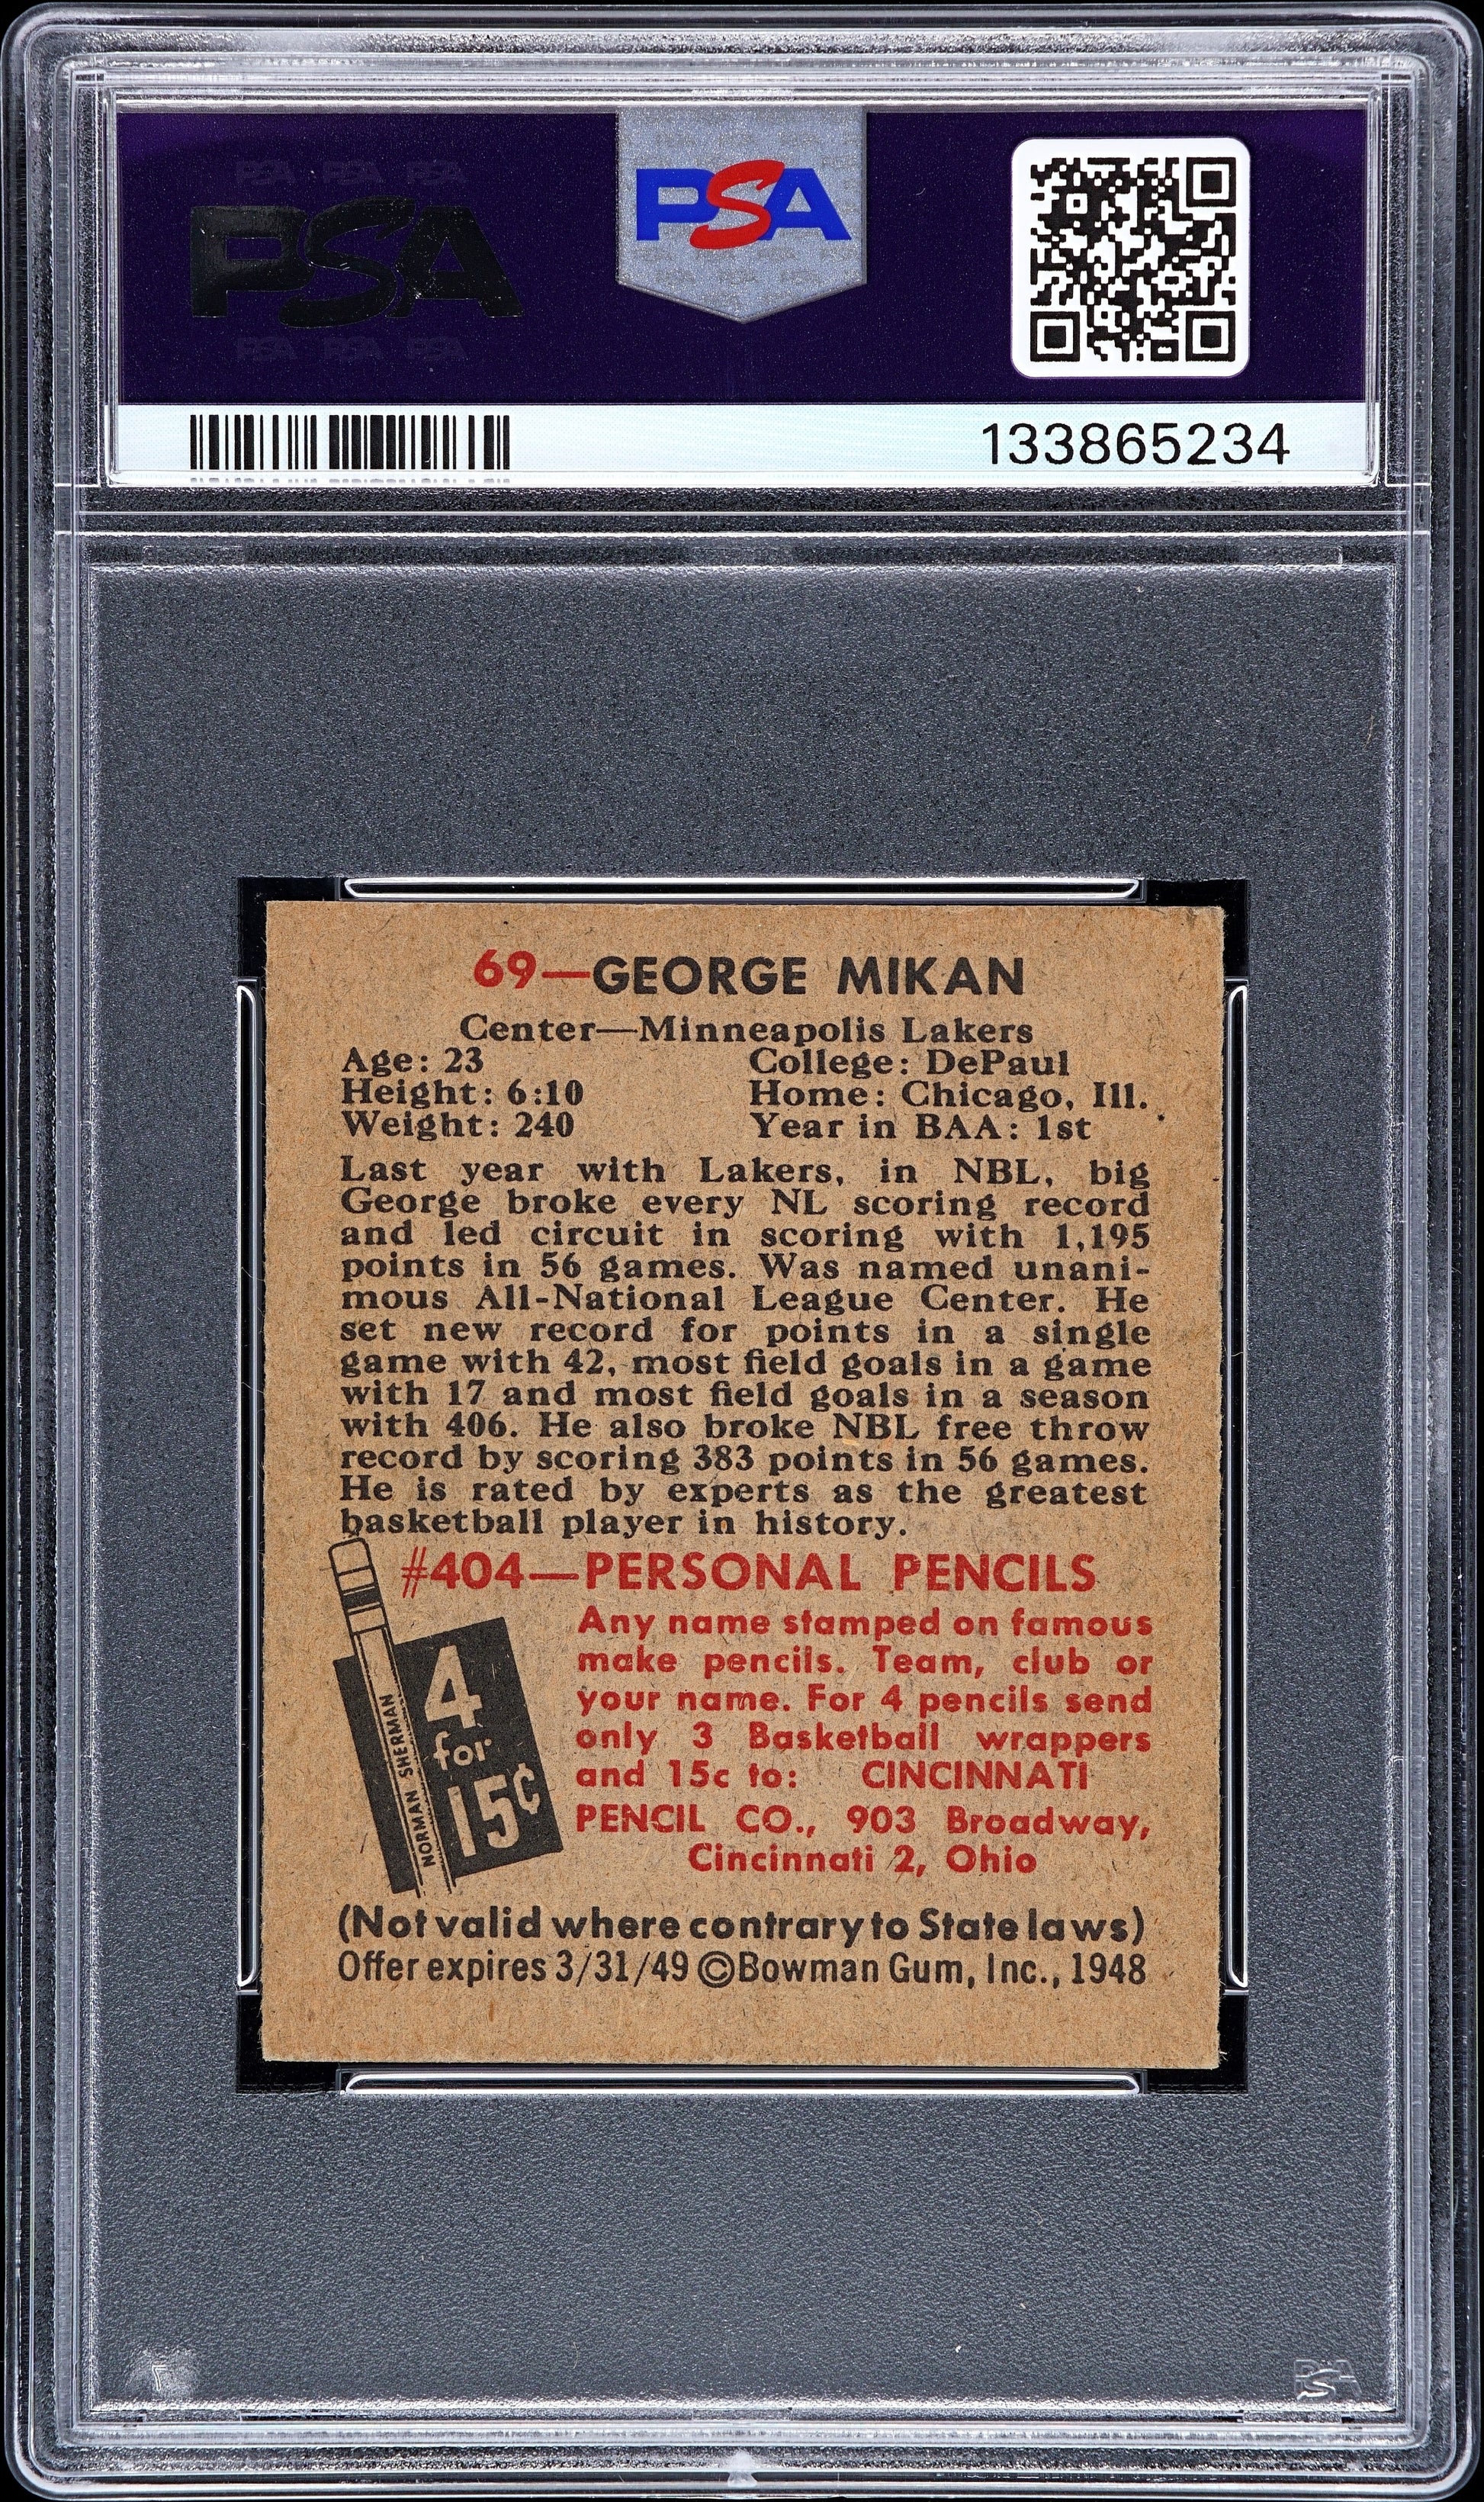 PSA PSA PSA
PSA
PSA PSA PSA
PSA
133865234
69—GEORGE MIKAN
Center—Minneapolis Lakers
Age: 23 College: DePaul
Height: 6:10 Home: Chicago, Ill.
Weight: 240 Year in BAA: 1st
Last year with Lakers, in NBL, big
George broke every NL scoring record
and led circuit in scoring with 1,195
points in 56 games. Was named unani-
mous All-National League Center. He
set new record for points in a single
game with 42, most field goals in a game
with 17 and most field goals in a season
with 406. He also broke NBL free throw
record by scoring 383 points in 56 games.
He is rated by experts as the greatest
basketball player in history.
#404—PERSONAL PENCILS
Any name stamped on famous
make pencils. Team, club or
your name. For 4 pencils send
only 3 Basketball wrappers
and 15c to: CINCINNATI
PENCIL CO., 903 Broadway,
Cincinnati 2, Ohio
NORMAN SHERMAN
4
for
15¢
(Not valid where contrary to State laws)
Offer expires 3/31/49 ©Bowman Gum, Inc., 1948
PSA